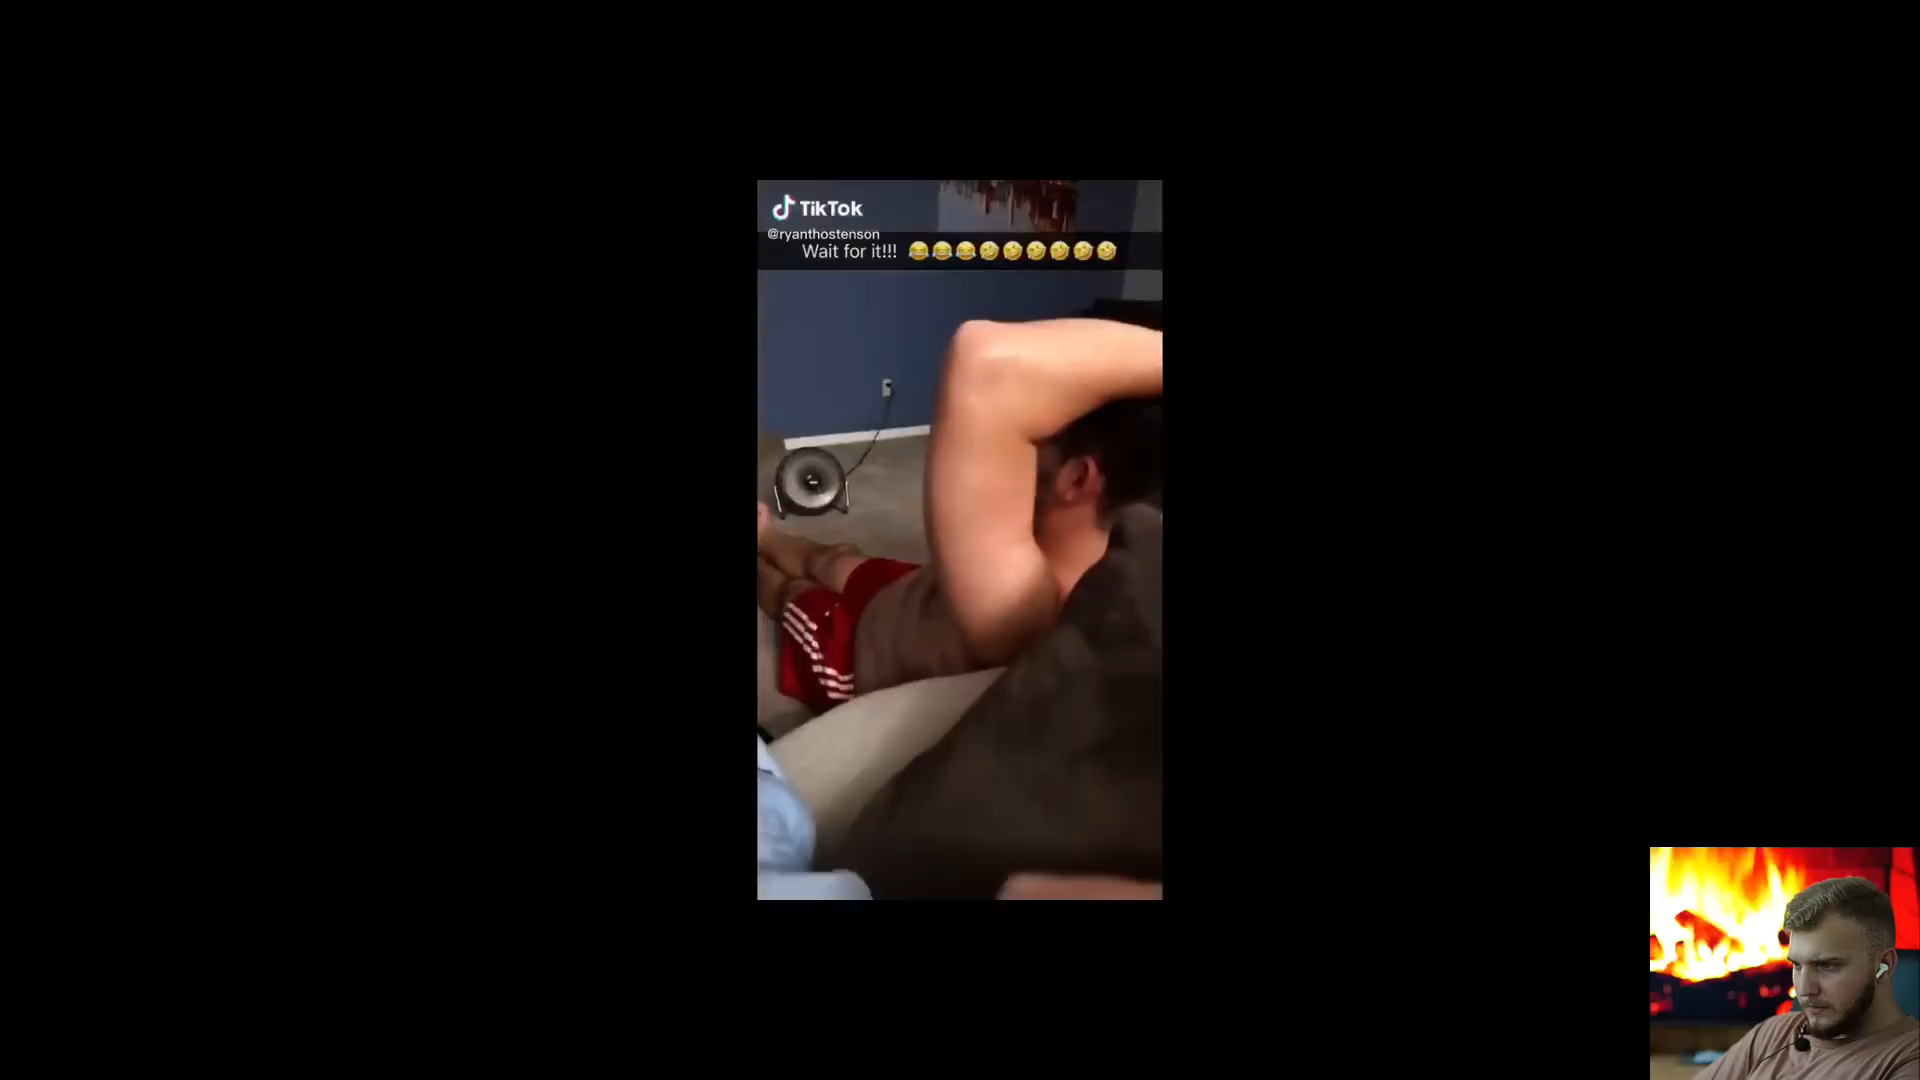 TikTok
@ryanthostenson
Wait for it!!! 😂😂😂🤣🤣🤣🤣🤣🤣